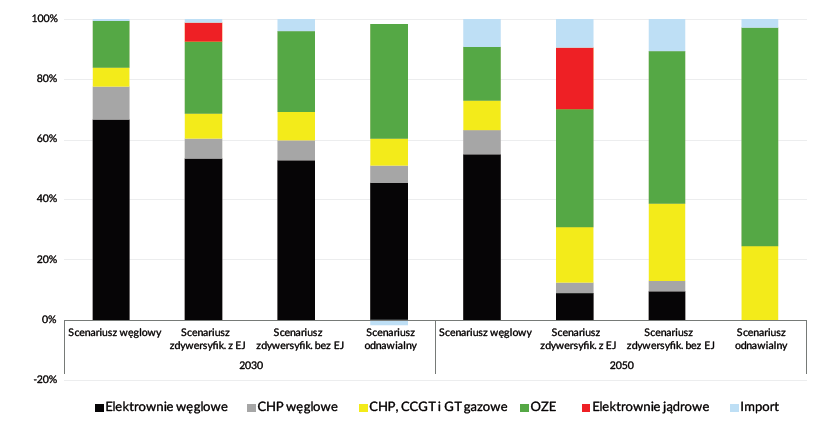 100%
80%
60%
40%
20%
0%
-20%
Scenariusz węglowy
Scenariusz
zdywersyfik. z EJ
Scenariusz
zdywersyfik. bez EJ
Scenariusz
odnawialny
Scenariusz węglowy
Scenariusz
zdywersyfik. z EJ
Scenariusz
zdywersyfik. bez EJ
Scenariusz
odnawialny
2030
2050
Elektrownie węglowe
CHP węglowe
CHP, CCGT i GT gazowe
OZE
Elektrownie jądrowe
Import